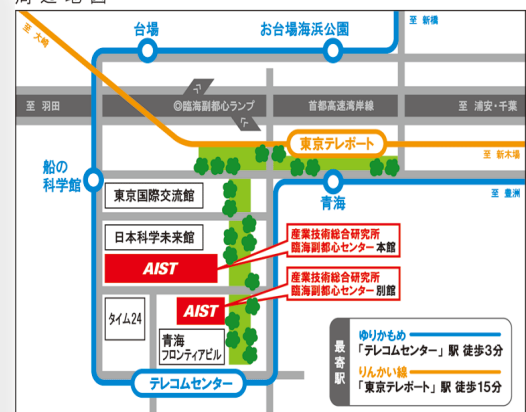 周辺地図
至 大崎
台場
お台場海浜公園
至 新橋
至 羽田
◎臨海副都心ランプ
首都高速湾岸線
至 浦安・千葉
東京テレポート
至 新木場
船の
科学館
東京国際交流館
青海
至 豊洲
日本科学未来館
産業技術総合研究所
臨海副都心センター 本館
AIST
産業技術総合研究所
臨海副都心センター 別館
AIST
タイム24
青海
フロンティアビル
テレコムセンター
最寄駅
ゆりかもめ
「テレコムセンター」駅 徒歩3分
りんかい線
「東京テレポート」駅 徒歩15分